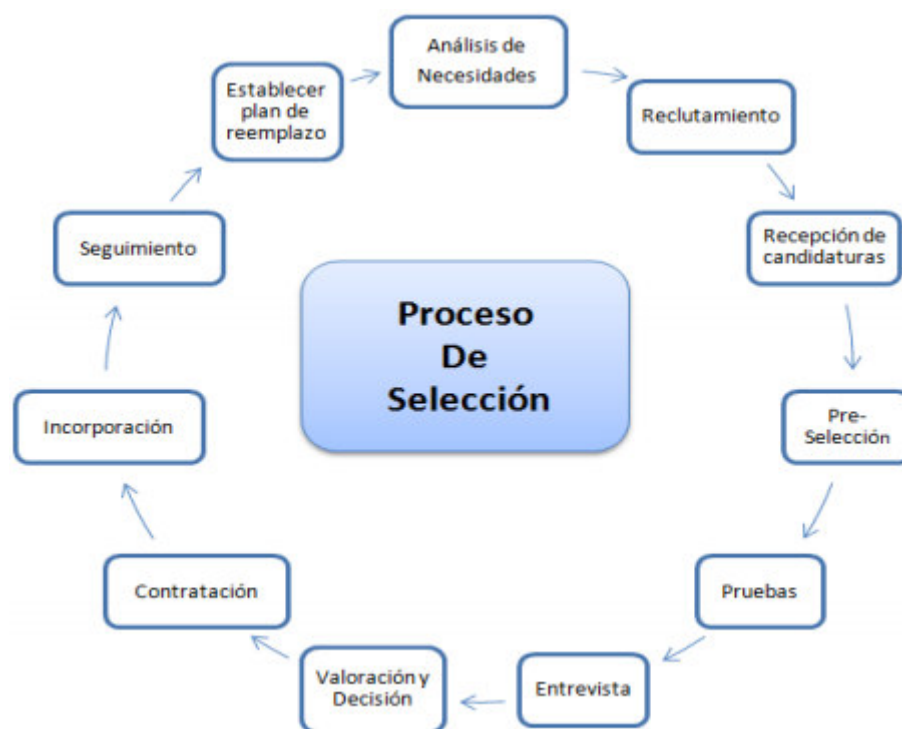 Análisis de
Necesidades
Reclutamiento
Recepción de
candidaturas
Pre-
Selección
Pruebas
Entrevista
Valoración y
Decisión
Contratación
Incorporación
Seguimiento
Establecer
plan de
reemplazo
Proceso
De
Selección